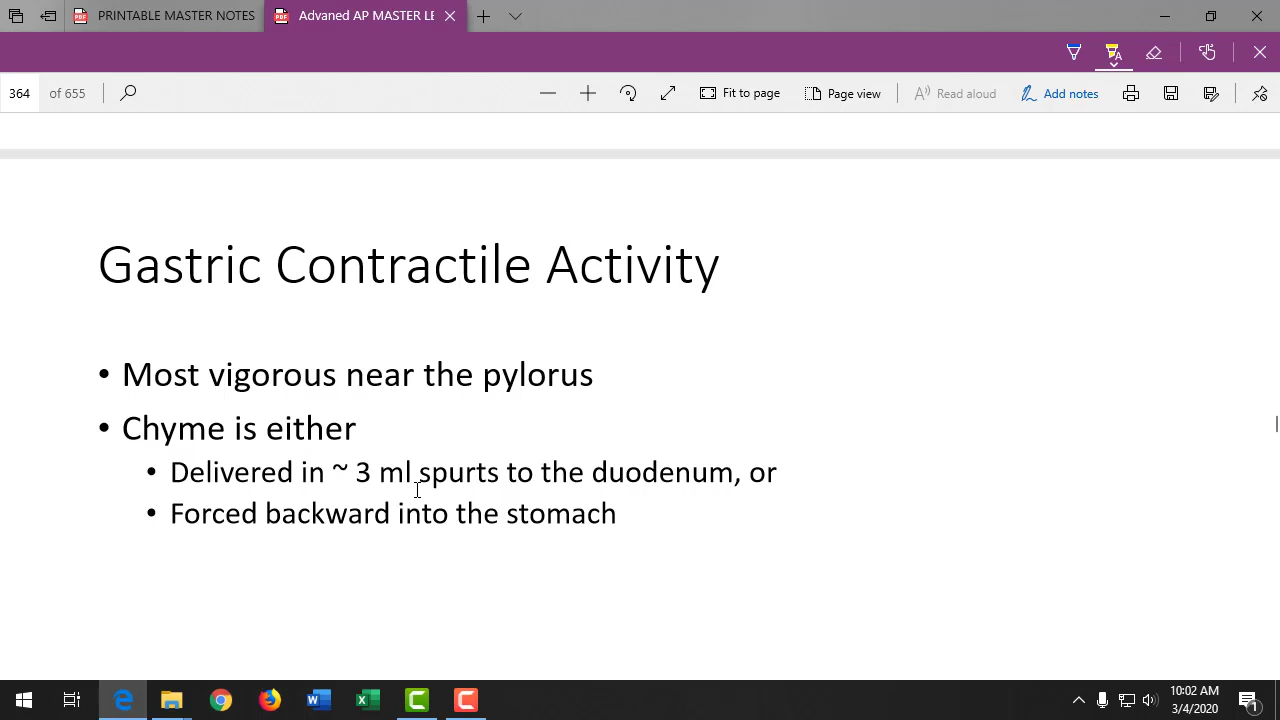 PRINTABLE MASTER NOTES
Advaned AP MASTER LE
364 of 655
Fit to page
Page view
Read aloud
Add notes
Gastric Contractile Activity
• Most vigorous near the pylorus
• Chyme is either
• Delivered in ~ 3 ml spurts to the duodenum, or
• Forced backward into the stomach
10:02 AM
3/4/2020